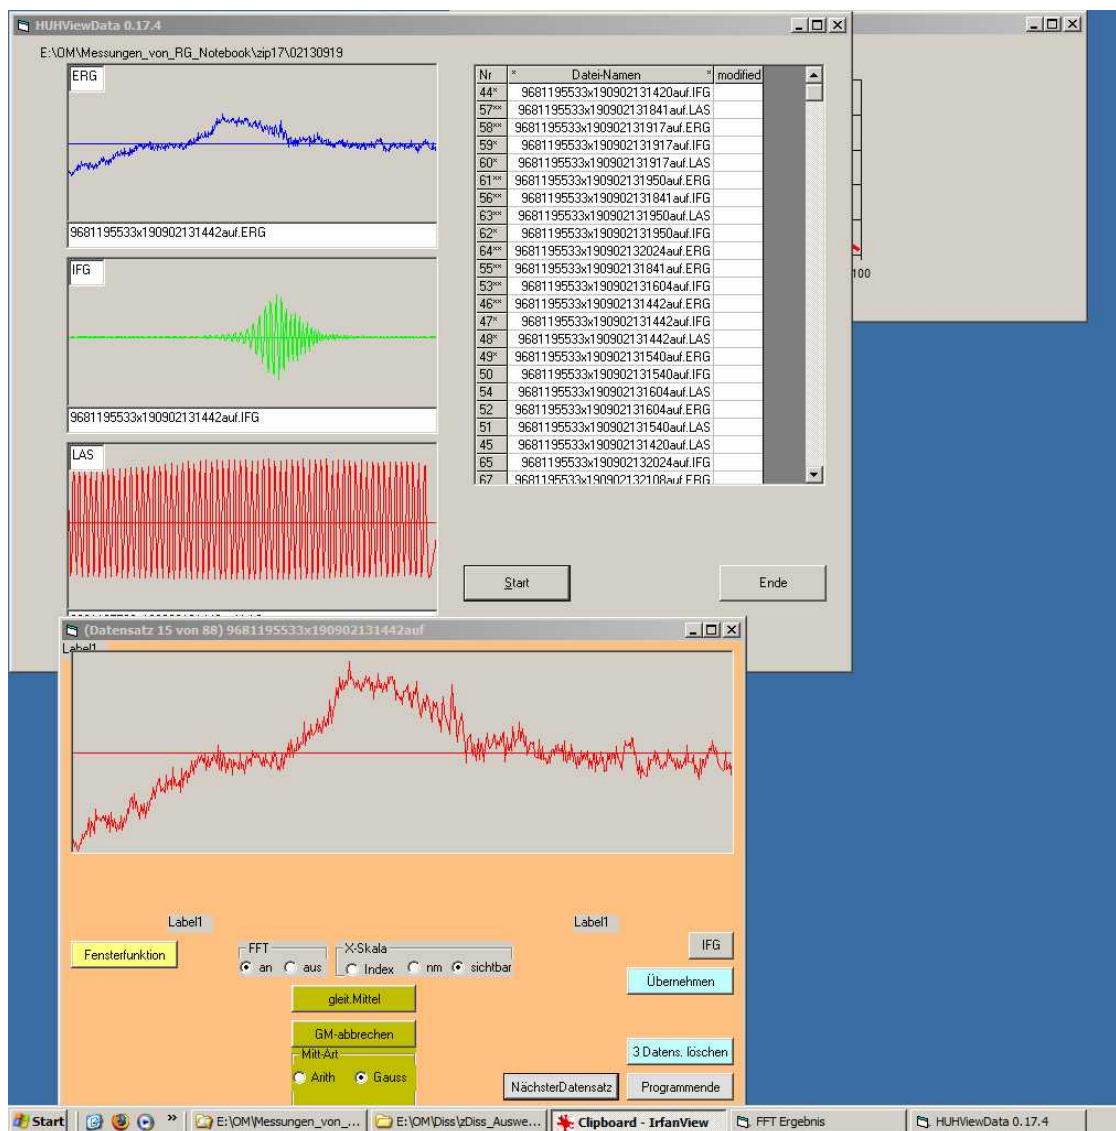 HUHViewData 0.17.4
E:\OM\Messungen_von_RG_Notebook\zip17\02130919
ERG
9681195533x190902131442auf.ERG
IFG
9681195533x190902131442auf.IFG
LAS
Nr * Datei-Namen * modified
44* 9681195533x190902131420auf.IFG
57** 9681195533x190902131841auf.LAS
58** 9681195533x190902131917auf.ERG
59* 9681195533x190902131917auf.IFG
60* 9681195533x190902131917auf.LAS
61** 9681195533x190902131950auf.ERG
56** 9681195533x190902131841auf.IFG
63** 9681195533x190902131950auf.LAS
62* 9681195533x190902131950auf.IFG
64** 9681195533x190902132024auf.ERG
55** 9681195533x190902131841auf.ERG
53** 9681195533x190902131604auf.IFG
46** 9681195533x190902131442auf.ERG
47* 9681195533x190902131442auf.IFG
48* 9681195533x190902131442auf.LAS
49* 9681195533x190902131540auf.ERG
50 9681195533x190902131540auf.IFG
54 9681195533x190902131604auf.LAS
52 9681195533x190902131604auf.ERG
51 9681195533x190902131540auf.LAS
45 9681195533x190902131420auf.LAS
65 9681195533x190902132024auf.IFG
67 9681195533x190902132108auf.ERG
100
Start
Ende
(Datensatz 15 von 88) 9681195533x190902131442auf
Label1
Label1
Label1
Fensterfunktion
FFT
an aus
X-Skala
Index nm sichtbar
IFG
Übernehmen
gleit.Mittel
GM-abbrechen
Mitt-Art
Arith Gauss
3 Datens. löschen
NächsterDatensatz
Programmende
Start » E:\OM\Messungen_von_... E:\OM\Diss\zDiss_Auswe... Clipboard - IrfanView FFT Ergebnis HUHViewData 0.17.4